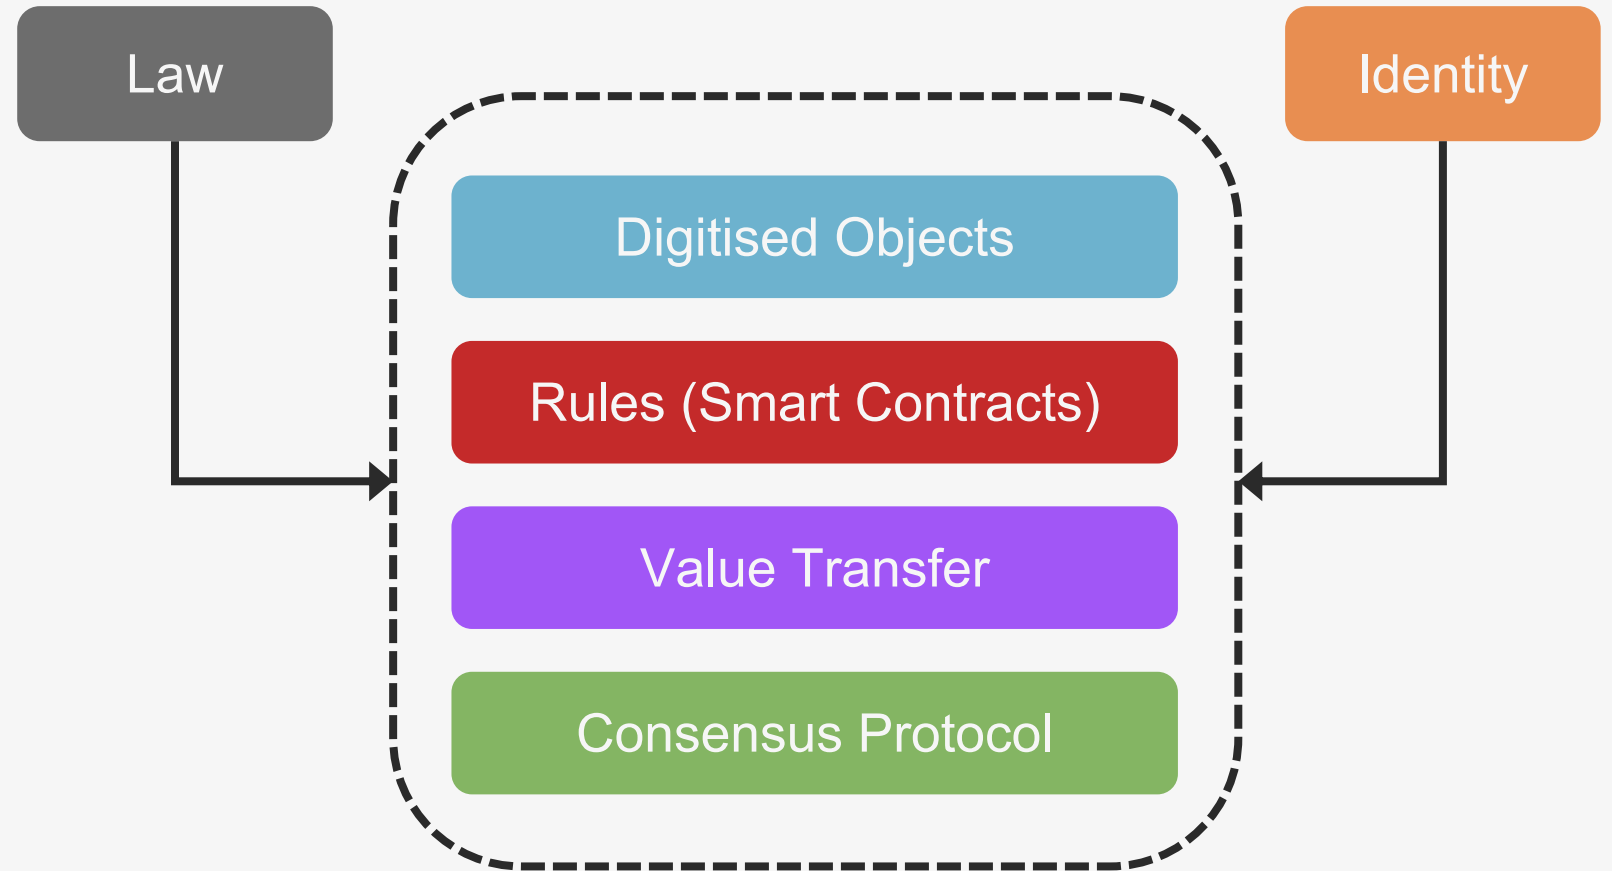 Law
Identity
Digitised Objects
Rules (Smart Contracts)
Value Transfer
Consensus Protocol